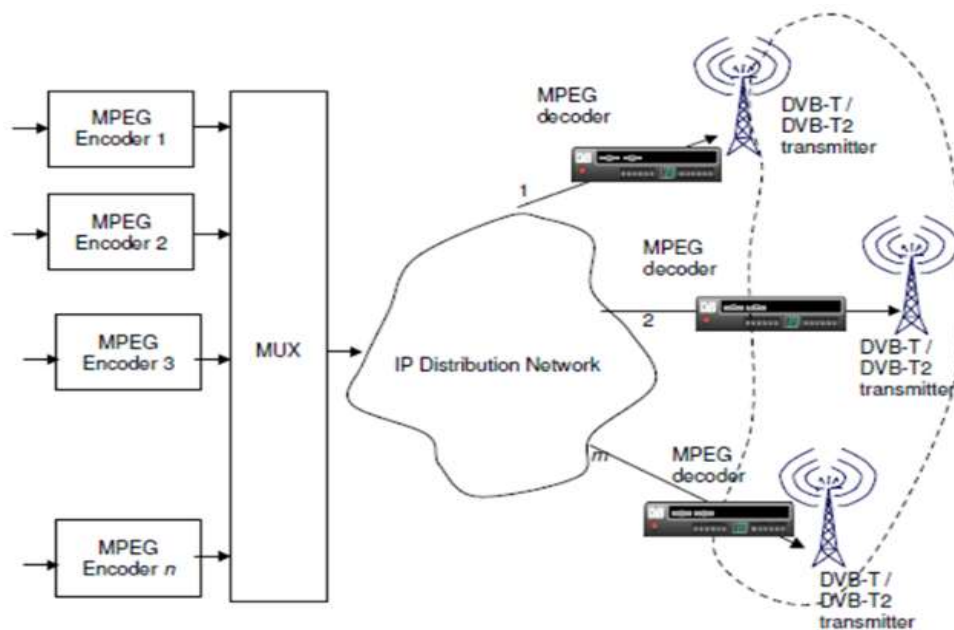 MPEG
Encoder 1
MPEG
Encoder 2
MPEG
Encoder 3
MPEG
Encoder n
MUX
IP Distribution Network
1
2
m
MPEG
decoder
DVB-T /
DVB-T2
transmitter
MPEG
decoder
DVB-T /
DVB-T2
transmitter
MPEG
decoder
DVB-T /
DVB-T2
transmitter